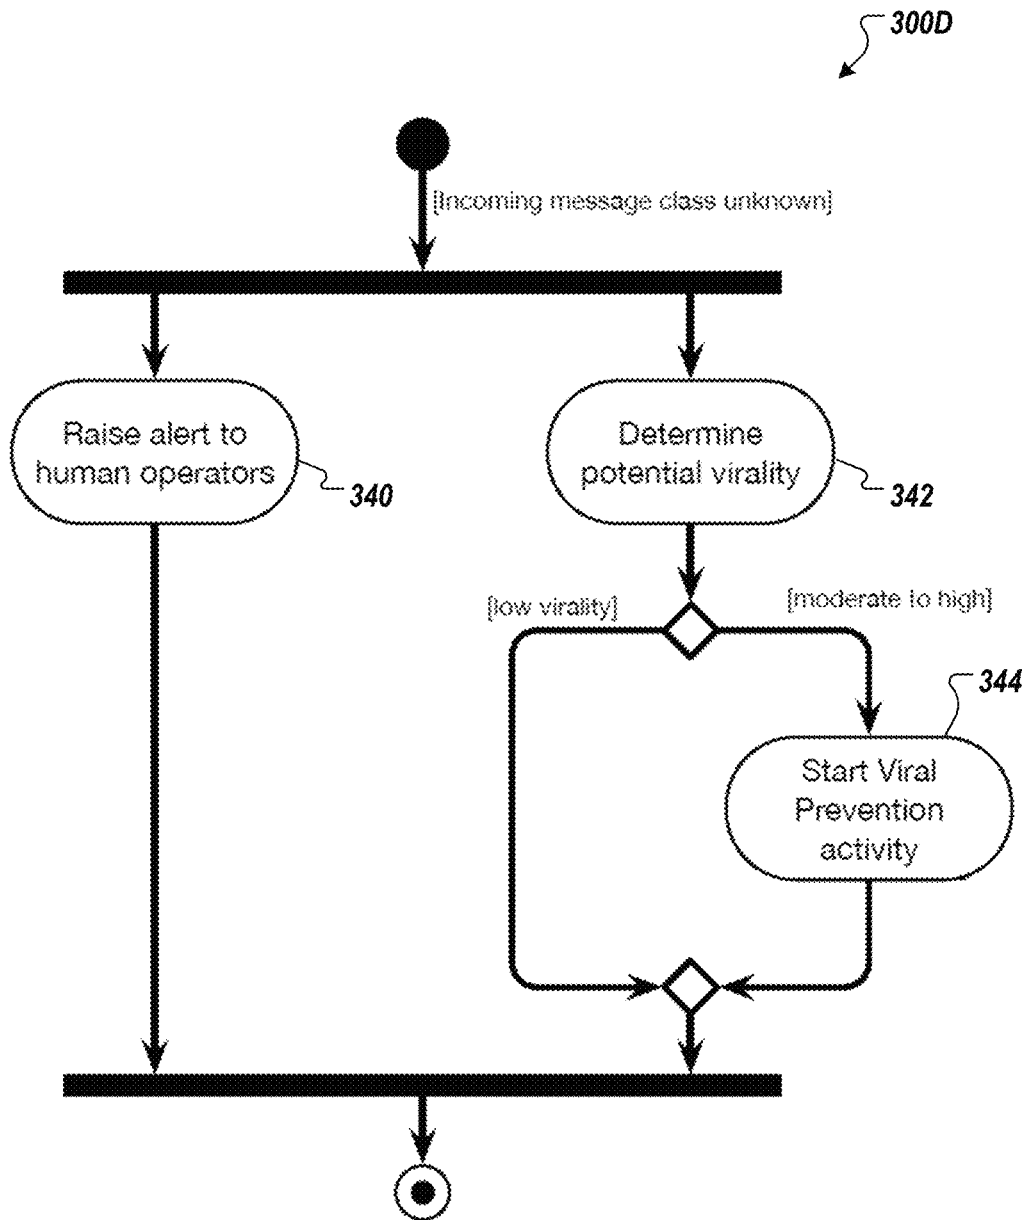 300D
[Incoming message class unknown]
Raise alert to
human operators
340
Determine
potential virality
342
[low virality]
[moderate to high]
344
Start Viral
Prevention
activity